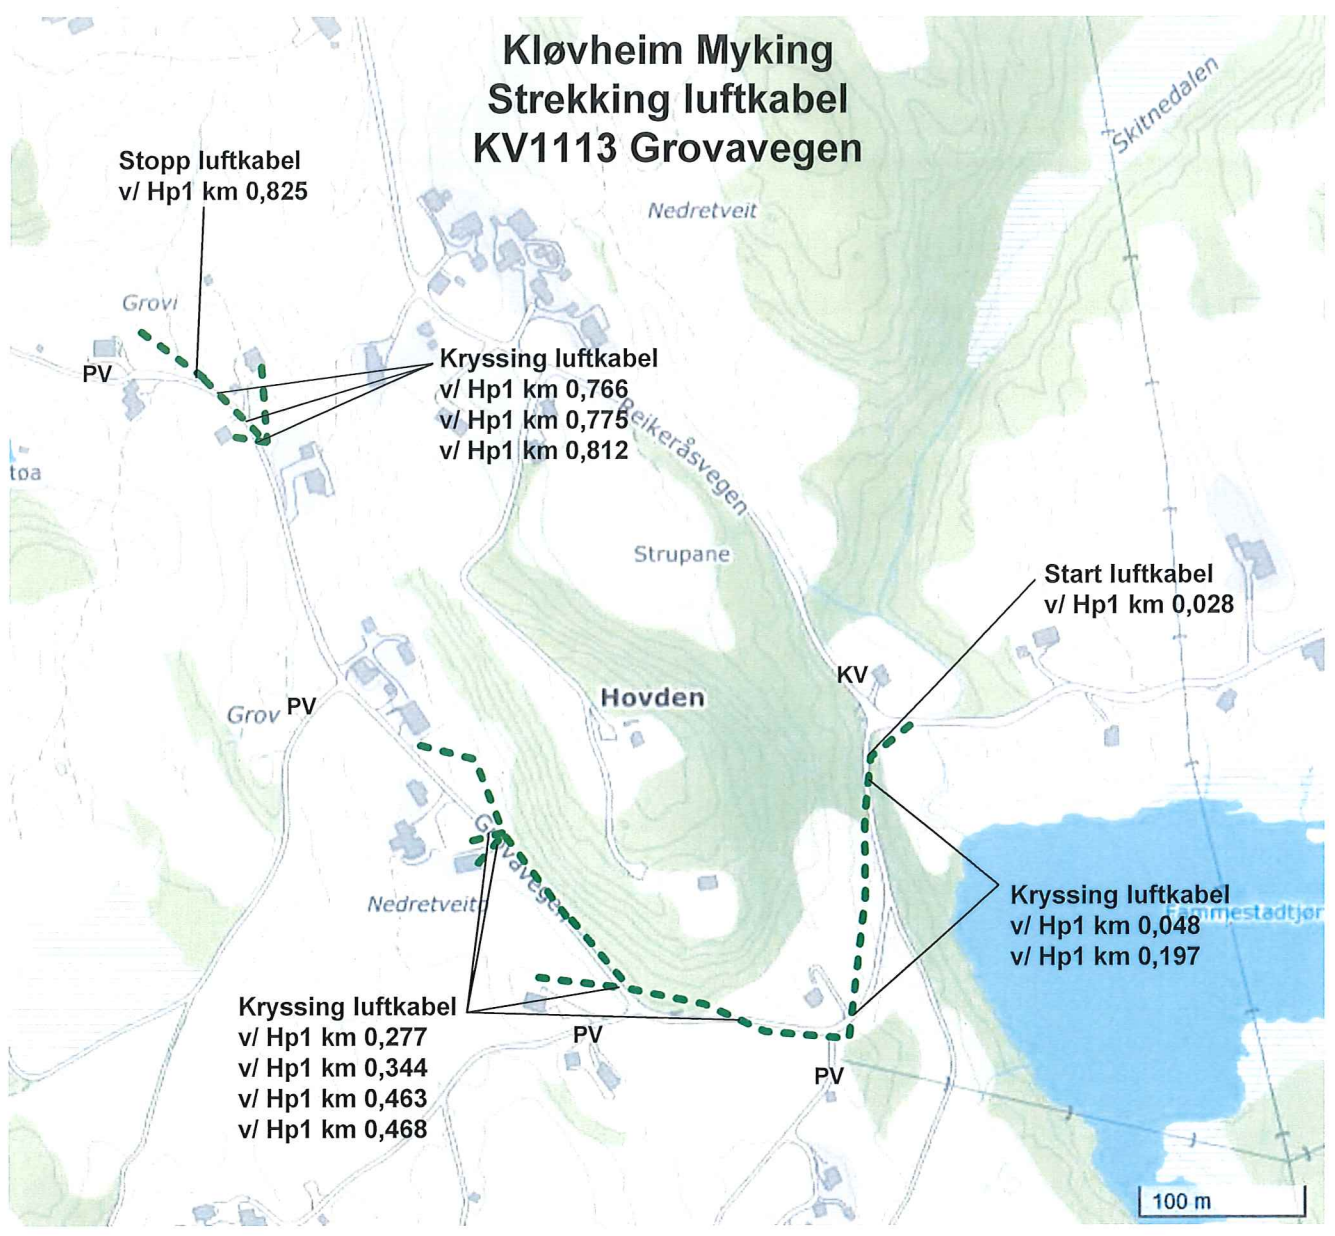 Kløvheim Myking
Strekking luftkabel
KV1113 Grovavegen
Skitnedalen
Stopp luftkabel
v/ Hp1 km 0,825
Nedretveit
Grovi
PV
Kryssing luftkabel
v/ Hp1 km 0,766
v/ Hp1 km 0,775
v/ Hp1 km 0,812
Reikeråsvegen
tøa
Strupane
Start luftkabel
v/ Hp1 km 0,028
KV
Hovden
Grov
PV
Grovavegen
Nedretveit
Kryssing luftkabel
v/ Hp1 km 0,048
v/ Hp1 km 0,197
Fammestadtjør
Kryssing luftkabel
v/ Hp1 km 0,277
v/ Hp1 km 0,344
v/ Hp1 km 0,463
v/ Hp1 km 0,468
PV
PV
100 m